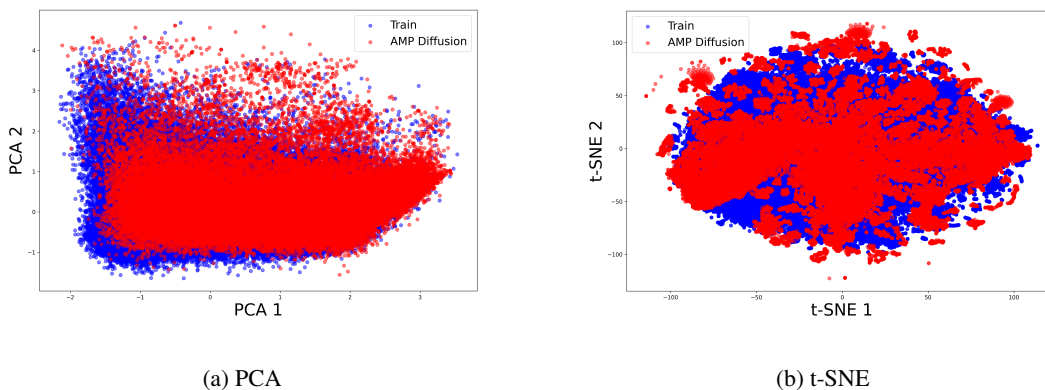 Train
AMP Diffusion
4
3
2
1
0
−1
PCA 2
−2
−1
0
1
2
3
PCA 1
(a) PCA
Train
AMP Diffusion
100
50
0
−50
−100
t-SNE 2
−100
−50
0
50
100
t-SNE 1
(b) t-SNE